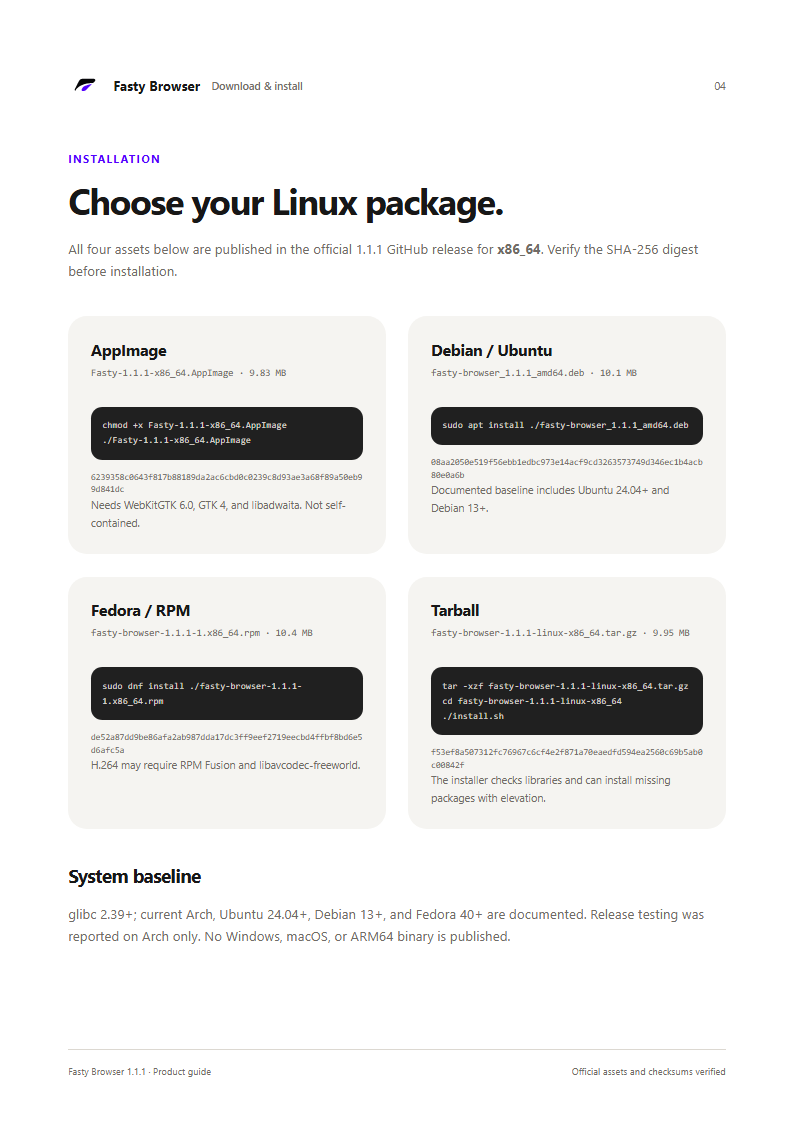 Fasty Browser Download & install 04
INSTALLATION
Choose your Linux package.
All four assets below are published in the official 1.1.1 GitHub release for x86_64. Verify the SHA-256 digest
before installation.
AppImage
Fasty-1.1.1-x86_64.AppImage · 9.83 MB
chmod +x Fasty-1.1.1-x86_64.AppImage
./Fasty-1.1.1-x86_64.AppImage
6239358c0643f817b88189da2ac6cbd0c0239c8d93ae3a68f89a50eb9
9d841dc
Needs WebKitGTK 6.0, GTK 4, and libadwaita. Not self-
contained.
Debian / Ubuntu
fasty-browser_1.1.1_amd64.deb · 10.1 MB
sudo apt install ./fasty-browser_1.1.1_amd64.deb
08aa2050e519f56ebb1edbc973e14acf9cd3263573749d346ec1b4acb
80e0a6b
Documented baseline includes Ubuntu 24.04+ and
Debian 13+.
Fedora / RPM
fasty-browser-1.1.1-1.x86_64.rpm · 10.4 MB
sudo dnf install ./fasty-browser-1.1.1-
1.x86_64.rpm
de52a87dd9be86afa2ab987dda17dc3ff9eef2719eecbd4ffbf8bd6e5
d6afc5a
H.264 may require RPM Fusion and libavcodec-freeworld.
Tarball
fasty-browser-1.1.1-linux-x86_64.tar.gz · 9.95 MB
tar -xzf fasty-browser-1.1.1-linux-x86_64.tar.gz
cd fasty-browser-1.1.1-linux-x86_64
./install.sh
f53ef8a507312fc76967c6cf4e2f871a70eaedfd594ea2560c69b5ab0
c00842f
The installer checks libraries and can install missing
packages with elevation.
System baseline
glibc 2.39+; current Arch, Ubuntu 24.04+, Debian 13+, and Fedora 40+ are documented. Release testing was
reported on Arch only. No Windows, macOS, or ARM64 binary is published.
Fasty Browser 1.1.1 · Product guide Official assets and checksums verified